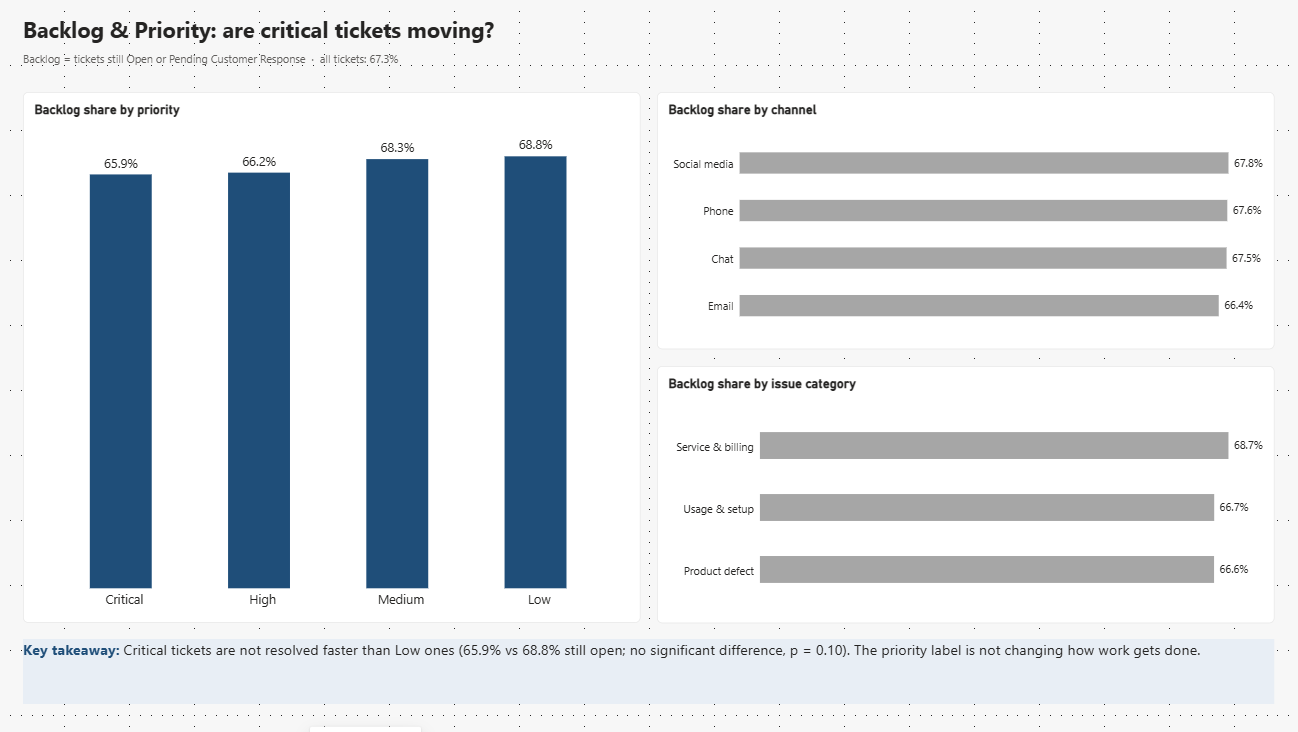 Backlog & Priority: are critical tickets moving?
Backlog = tickets still Open or Pending Customer Response · all tickets: 67.3%
Backlog share by priority
65.9%
66.2%
68.3%
68.8%
Critical
High
Medium
Low
Backlog share by channel
Social media 67.8%
Phone 67.6%
Chat 67.5%
Email 66.4%
Backlog share by issue category
Service & billing 68.7%
Usage & setup 66.7%
Product defect 66.6%
Key takeaway: Critical tickets are not resolved faster than Low ones (65.9% vs 68.8% still open; no significant difference, p = 0.10). The priority label is not changing how work gets done.